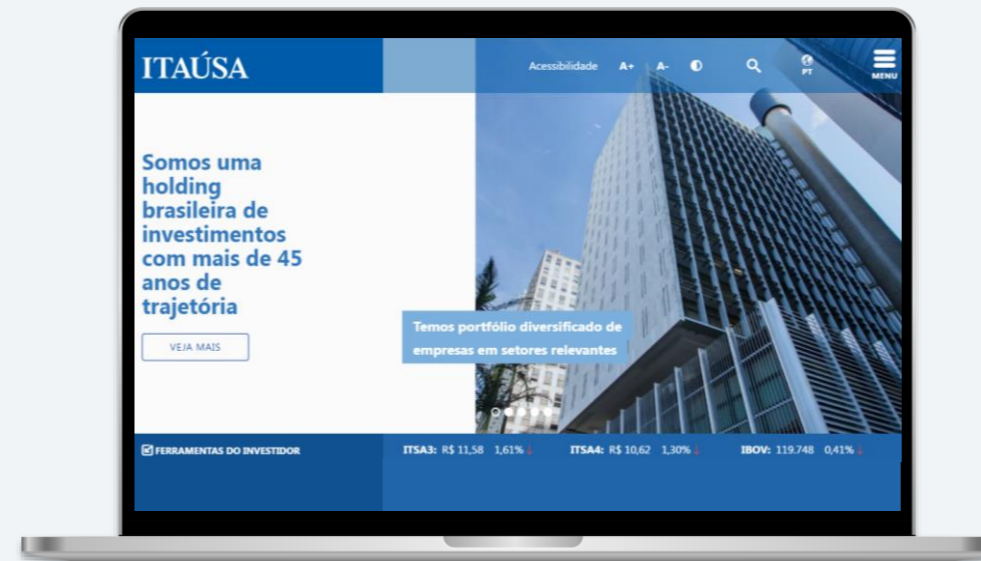 ITAÚSA
Acessibilidade A+ A- PT MENU
Somos uma
holding
brasileira de
investimentos
com mais de 45
anos de
trajetória
VEJA MAIS
Temos portfólio diversificado de
empresas em setores relevantes
FERRAMENTAS DO INVESTIDOR
ITSA3: R$ 11,58 1,61% ↓ ITSA4: R$ 10,62 1,30% ↓ IBOV: 119.748 0,41% ↓